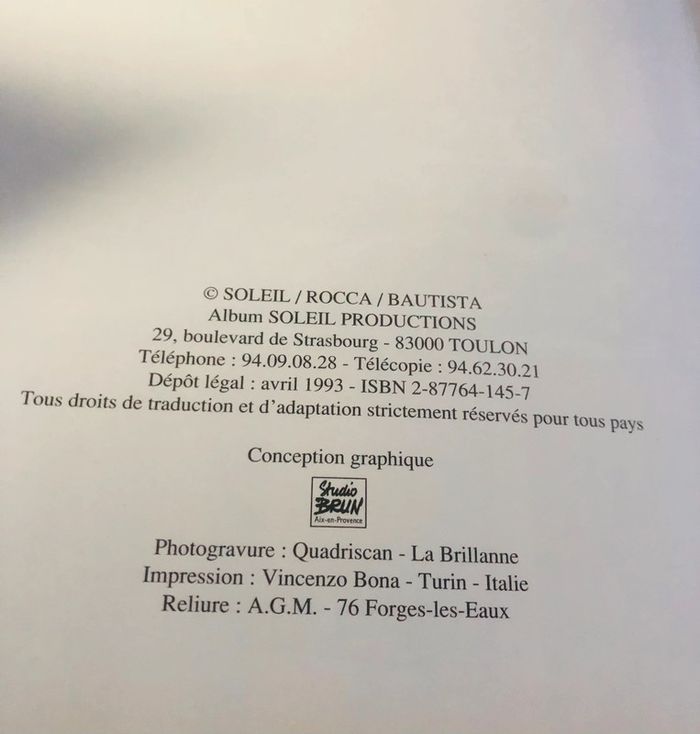 © SOLEIL / ROCCA / BAUTISTA
Album SOLEIL PRODUCTIONS
29, boulevard de Strasbourg - 83000 TOULON
Téléphone : 94.09.08.28 - Télécopie : 94.62.30.21
Dépôt légal : avril 1993 - ISBN 2-87764-145-7
Tous droits de traduction et d'adaptation strictement réservés pour tous pays
Conception graphique
Studio
BRUN
Aix-en-Provence
Photogravure : Quadriscan - La Brillanne
Impression : Vincenzo Bona - Turin - Italie
Reliure : A.G.M. - 76 Forges-les-Eaux